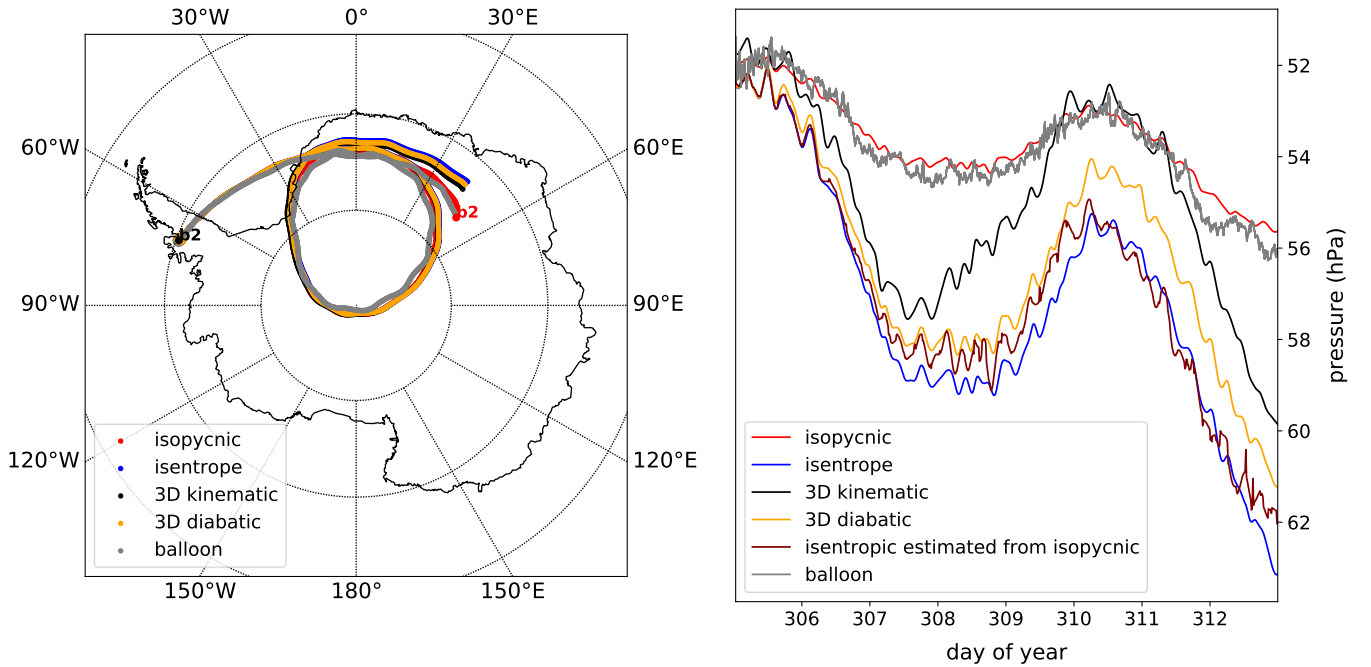 30°W
0°
30°E
60°W
60°E
b2
b2
90°W
90°E
120°W
120°E
150°W
180°
150°E
isopycnic
isentrope
3D kinematic
3D diabatic
balloon
52
54
56
58
60
62
pressure (hPa)
isopycnic
isentrope
3D kinematic
3D diabatic
isentropic estimated from isopycnic
balloon
306
307
308
309
310
311
312
day of year